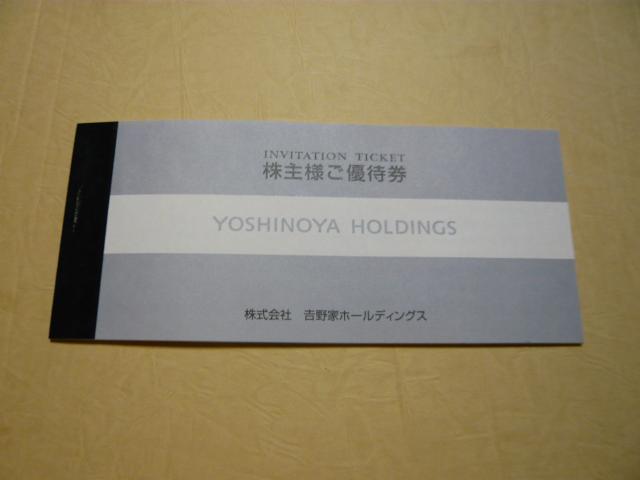 INVITATION TICKET
株主様ご優待券
YOSHINOYA HOLDINGS
株式会社 吉野家ホールディングス